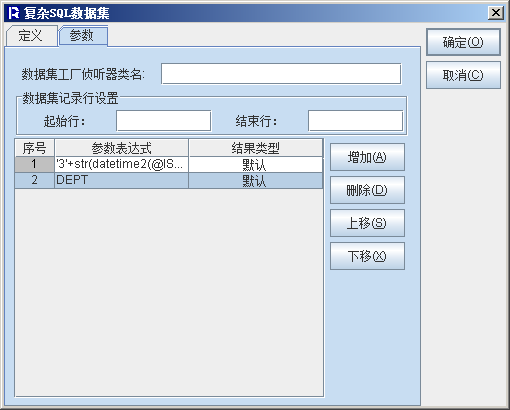 复杂SQL数据集
定义 参数
确定(O)
取消(C)
数据集工厂侦听器类名:
数据集记录行设置
起始行: 结束行:
序号 参数表达式 结果类型
1 '3'+str(datetime2(@IS... 默认
2 DEPT 默认
增加(A)
删除(D)
上移(S)
下移(X)